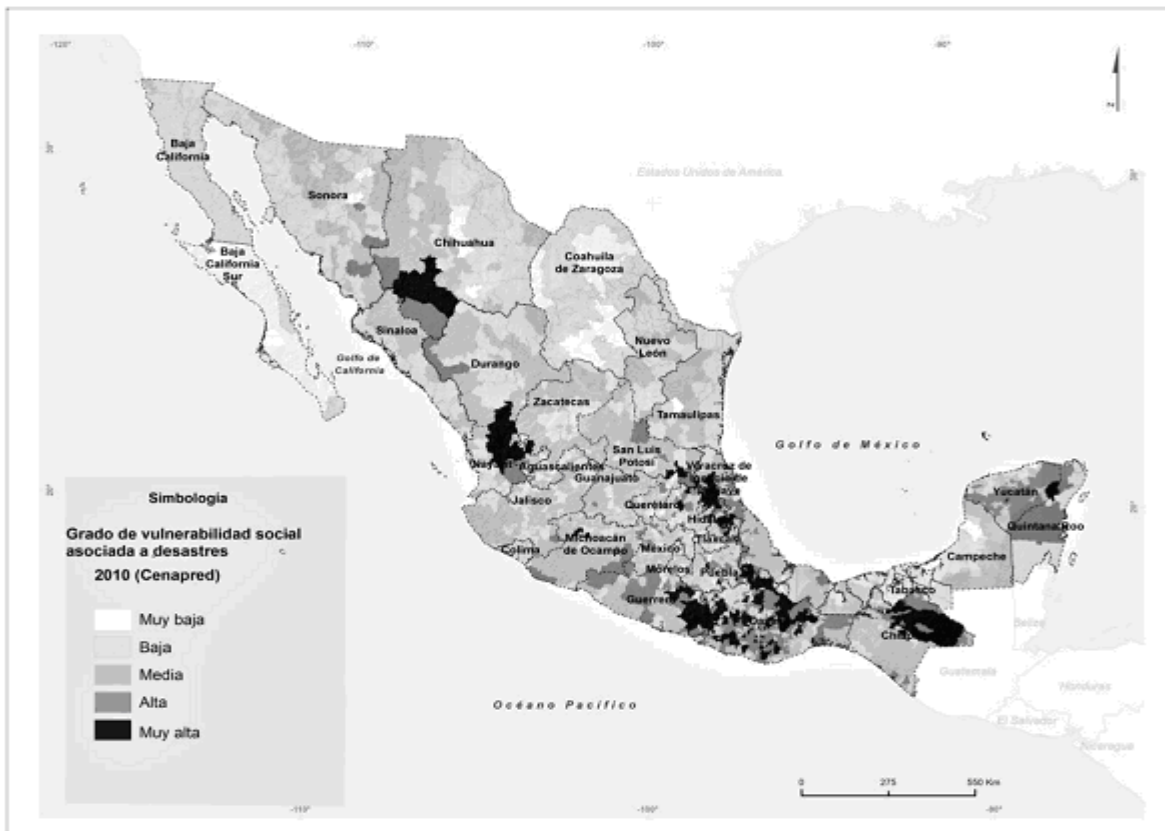 -120° -110° -100° -90°
Baja
California
Sonora
Chihuahua
Estados Unidos de América
Coahuila
de Zaragoza
Baja
California
Sur
Sinaloa
Nuevo
León
Golfo de
California
Durango
Zacatecas
Tamaulipas
Golfo de México
San Luis
Potosí
Aguascalientes
Guanajuato
Veracruz de
Yucatán
Jalisco
Querétaro
Quintana Roo
Colima
Michoacán
de Ocampo
México
Tlaxcala
Morelos
Puebla
Campeche
Tabasco
Guerrero
Belize
Guatemala
Honduras
El Salvador
Nicaragua
Océano Pacífico
Simbología
Grado de vulnerabilidad social
asociada a desastres
2010 (Cenapred)
Muy baja
Baja
Media
Alta
Muy alta
0 275 550 Km
-110° -100° -90°